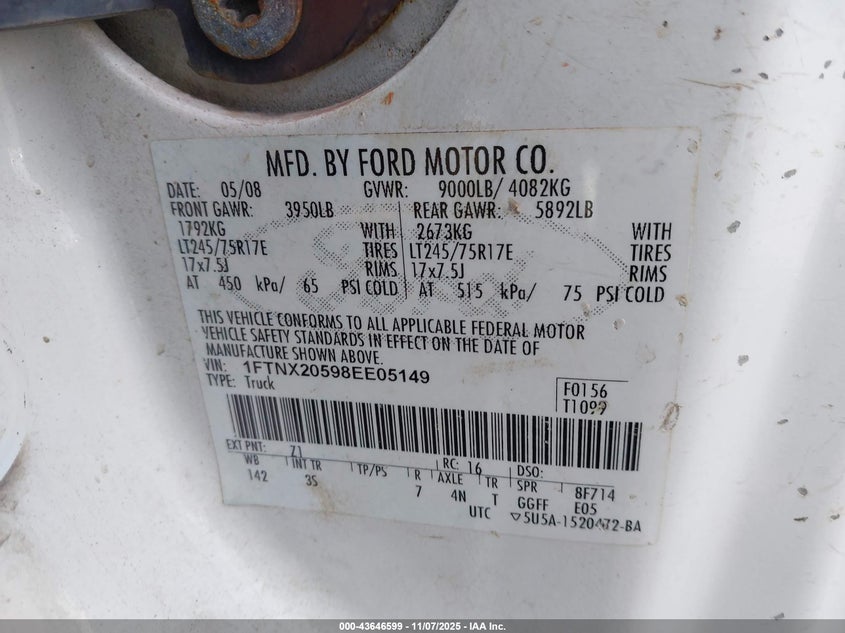 MFD. BY FORD MOTOR CO.
DATE: 05/08 GVWR: 9000LB/ 4082KG
FRONT GAWR: 3950LB REAR GAWR: 5892LB
1792KG WITH 2673KG WITH
LT245/75R17E TIRES LT245/75R17E TIRES
17x7.5J RIMS 17x7.5J RIMS
AT 450 kPa/ 65 PSI COLD AT 515 kPa/ 75 PSI COLD
THIS VEHICLE CONFORMS TO ALL APPLICABLE FEDERAL MOTOR
VEHICLE SAFETY STANDARDS IN EFFECT ON THE DATE OF
MANUFACTURE SHOWN ABOVE.
VIN: 1FTNX20598EE05149
TYPE: Truck
F0156
T1099
EXT PNT: Z1 RC: 16 DSO:
WB INT TR TP/PS R AXLE TR SPR 8F714
142 3S 7 4N T GGFF E05
UTC ▽5U5A-1520472-BA
000-43646599 - 11/07/2025 - IAA Inc.